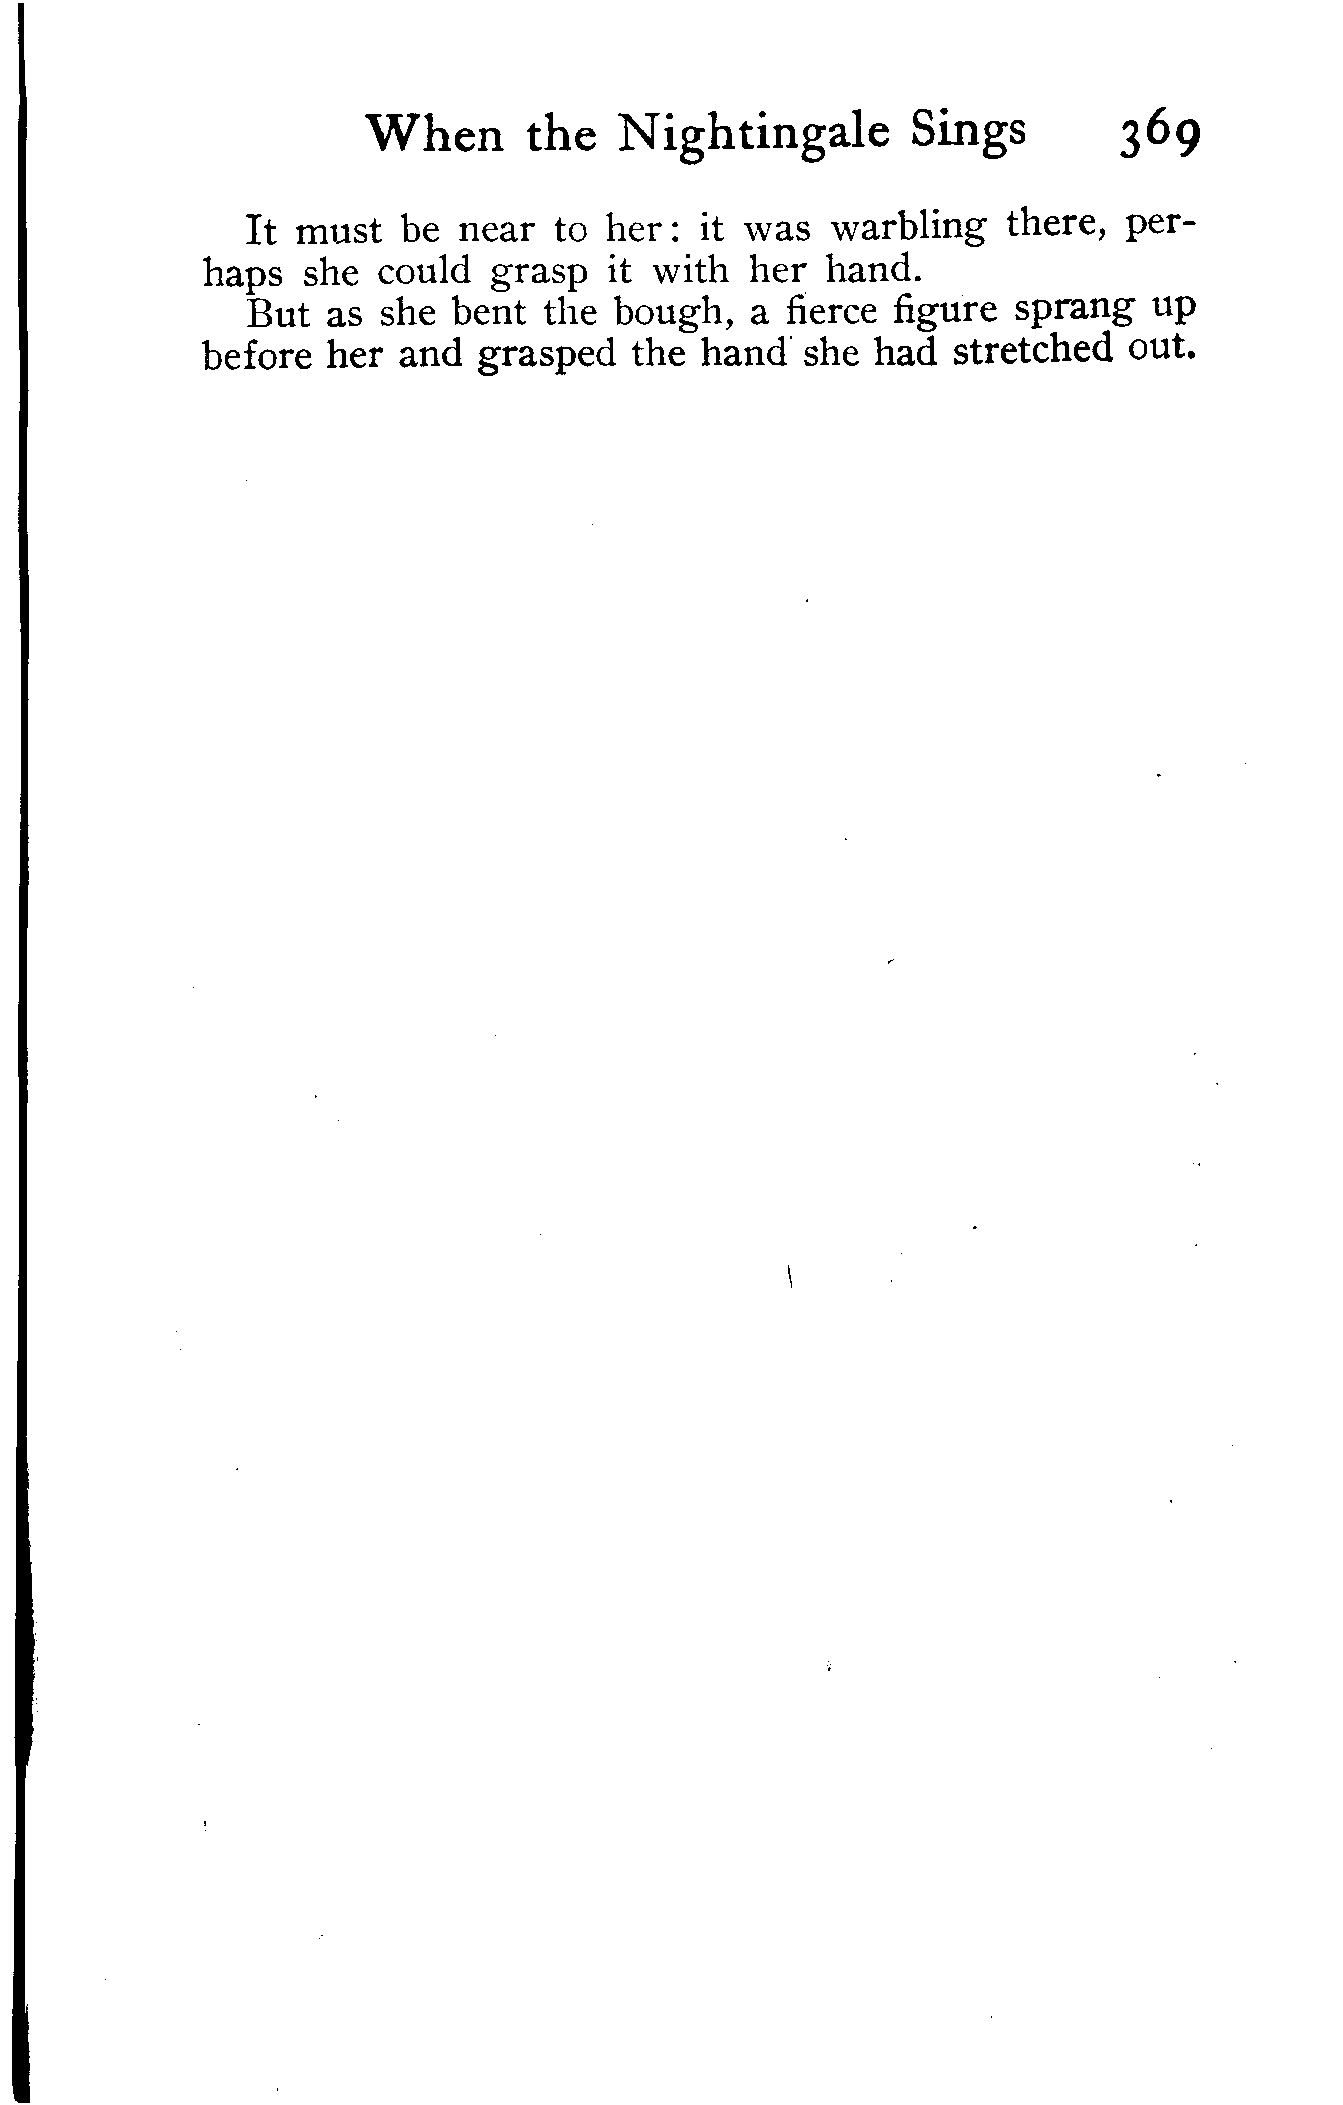 When the Nightingale Sings 369
It must be near to her: it was warbling there, per-
haps she could grasp it with her hand.
But as she bent the bough, a fierce figure sprang up
before her and grasped the hand she had stretched out.